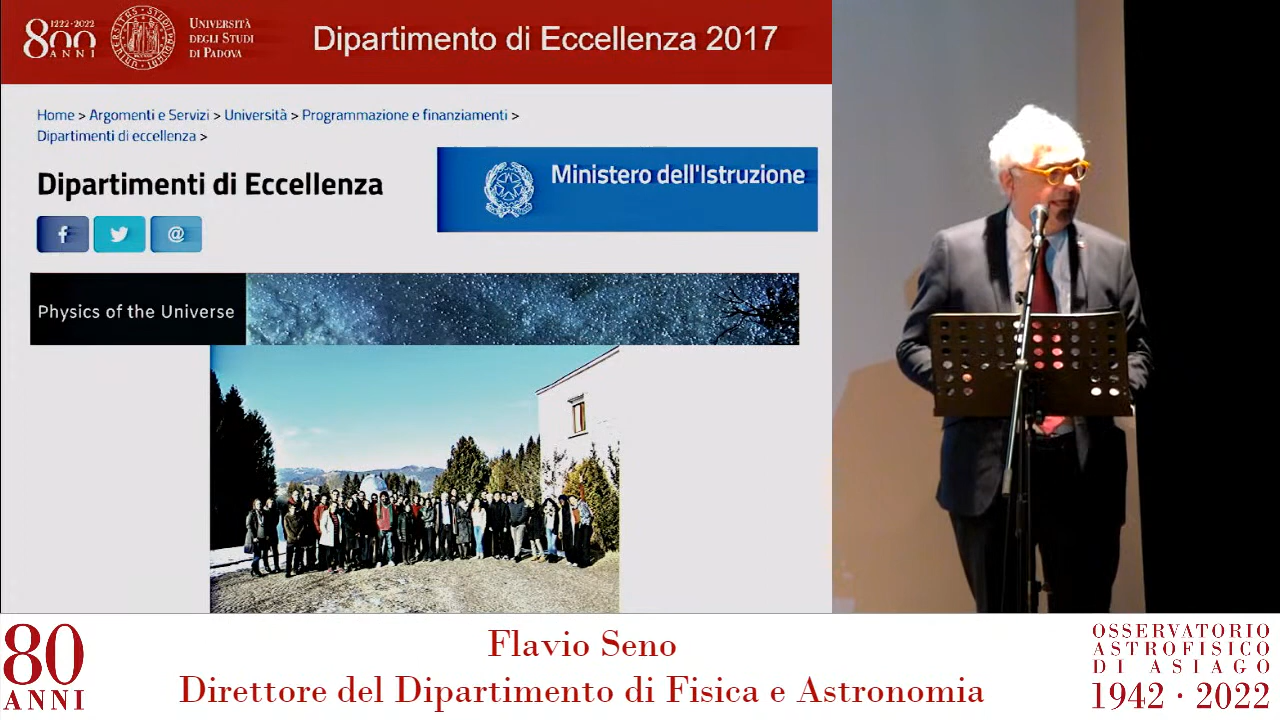 1222·2022
800
ANNI
UNIVERSITÀ
DEGLI STUDI
DI PADOVA
Dipartimento di Eccellenza 2017
Home > Argomenti e Servizi > Università > Programmazione e finanziamenti >
Dipartimenti di eccellenza >
Dipartimenti di Eccellenza
Ministero dell'Istruzione
f
@
Physics of the Universe
80
ANNI
Flavio Seno
Direttore del Dipartimento di Fisica e Astronomia
OSSERVATORIO
ASTROFISICO
DI ASIAGO
1942 · 2022